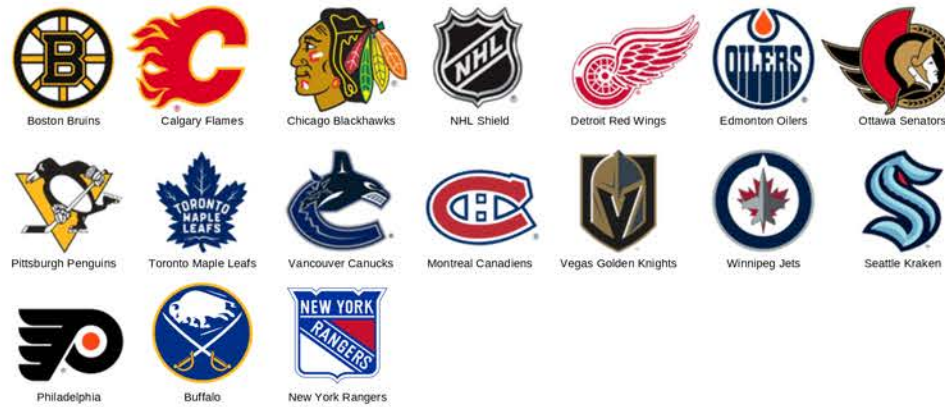 B
C
NHL
OILERS
Boston Bruins
Calgary Flames
Chicago Blackhawks
NHL Shield
Detroit Red Wings
Edmonton Oilers
Ottawa Senators
TORONTO
MAPLE
LEAFS
C
H
Pittsburgh Penguins
Toronto Maple Leafs
Vancouver Canucks
Montreal Canadiens
Vegas Golden Knights
Winnipeg Jets
Seattle Kraken
P
NEW YORK
RANGERS
Philadelphia
Buffalo
New York Rangers